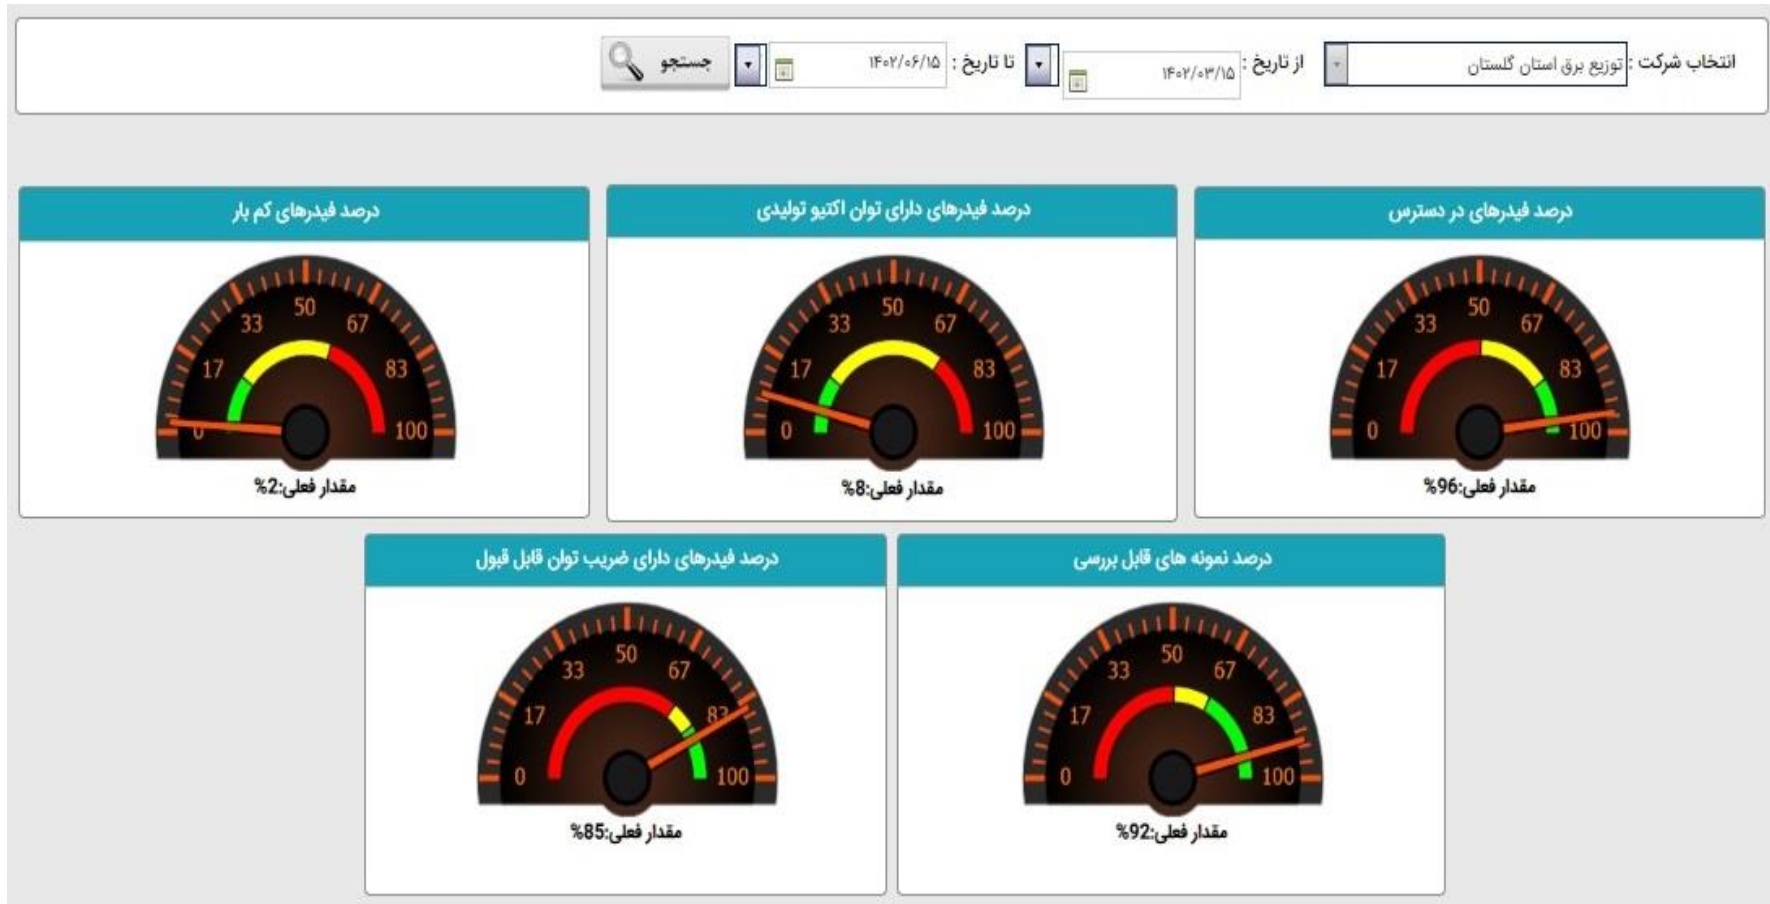 انتخاب شرکت : توزیع برق استان گلستان از تاریخ : ۱۴۰۲/۰۳/۱۵ تا تاریخ : ۱۴۰۲/۰۶/۱۵ جستجو
درصد فیدرهای در دسترس
0 17 33 50 67 83 100
مقدار فعلی:96%
درصد فیدرهای دارای توان اکتیو تولیدی
0 17 33 50 67 83 100
مقدار فعلی:8%
درصد فیدرهای کم بار
0 17 33 50 67 83 100
مقدار فعلی:2%
درصد نمونه های قابل بررسی
0 17 33 50 67 83 100
مقدار فعلی:92%
درصد فیدرهای دارای ضریب توان قابل قبول
0 17 33 50 67 83 100
مقدار فعلی:85%